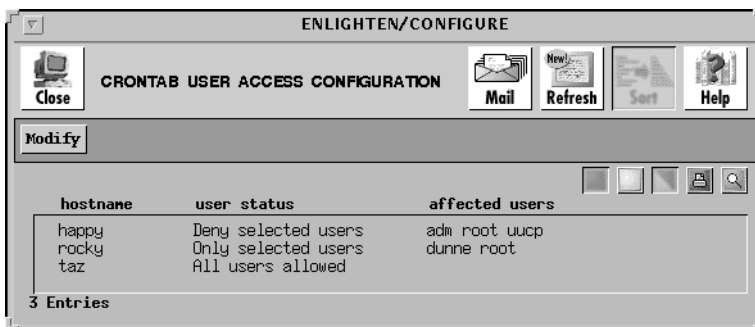 ENLIGHTEN/CONFIGURE
Close
CRONTAB USER ACCESS CONFIGURATION
Mail
New!
Refresh
Sort
Help
Modify
hostname user status affected users
happy Deny selected users adm root uucp
rocky Only selected users dunne root
taz All users allowed
3 Entries